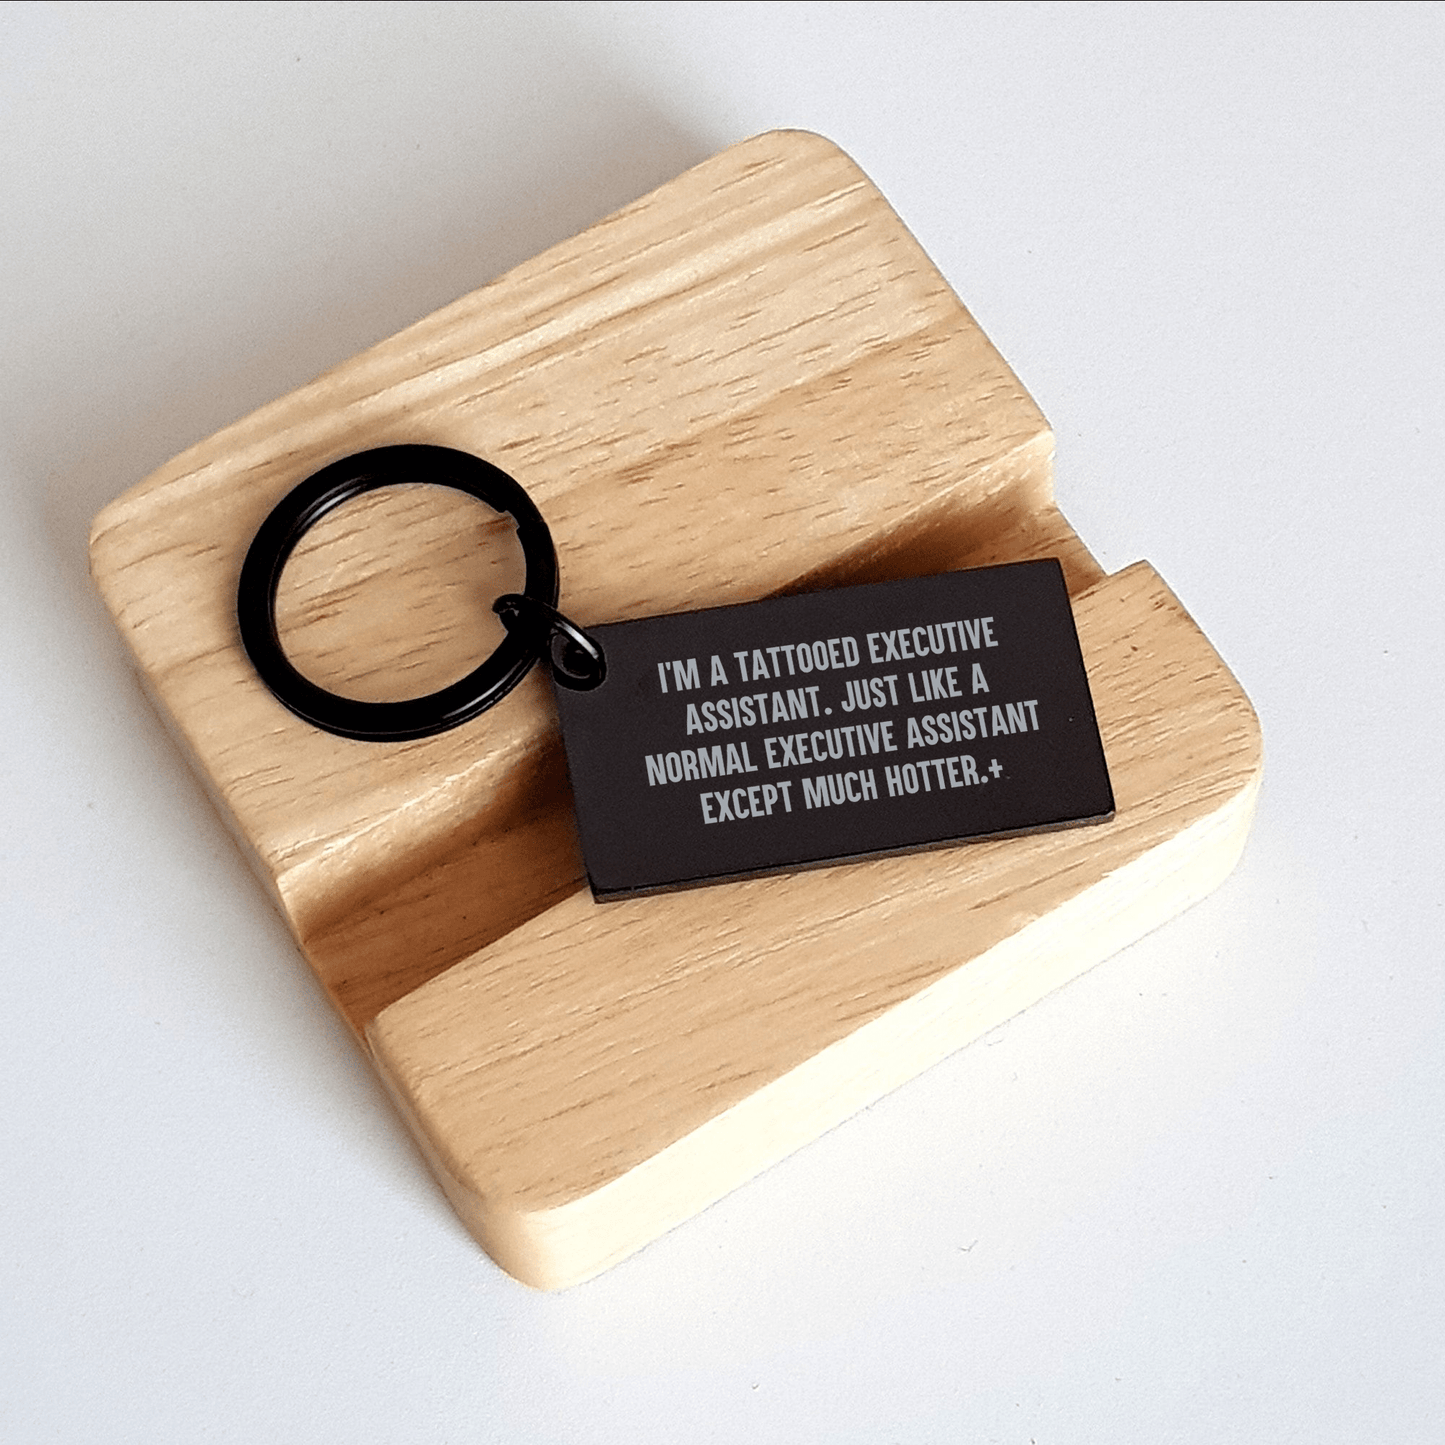 I'M A TATTOOED EXECUTIVE
ASSISTANT. JUST LIKE A
NORMAL EXECUTIVE ASSISTANT
EXCEPT MUCH HOTTER.+